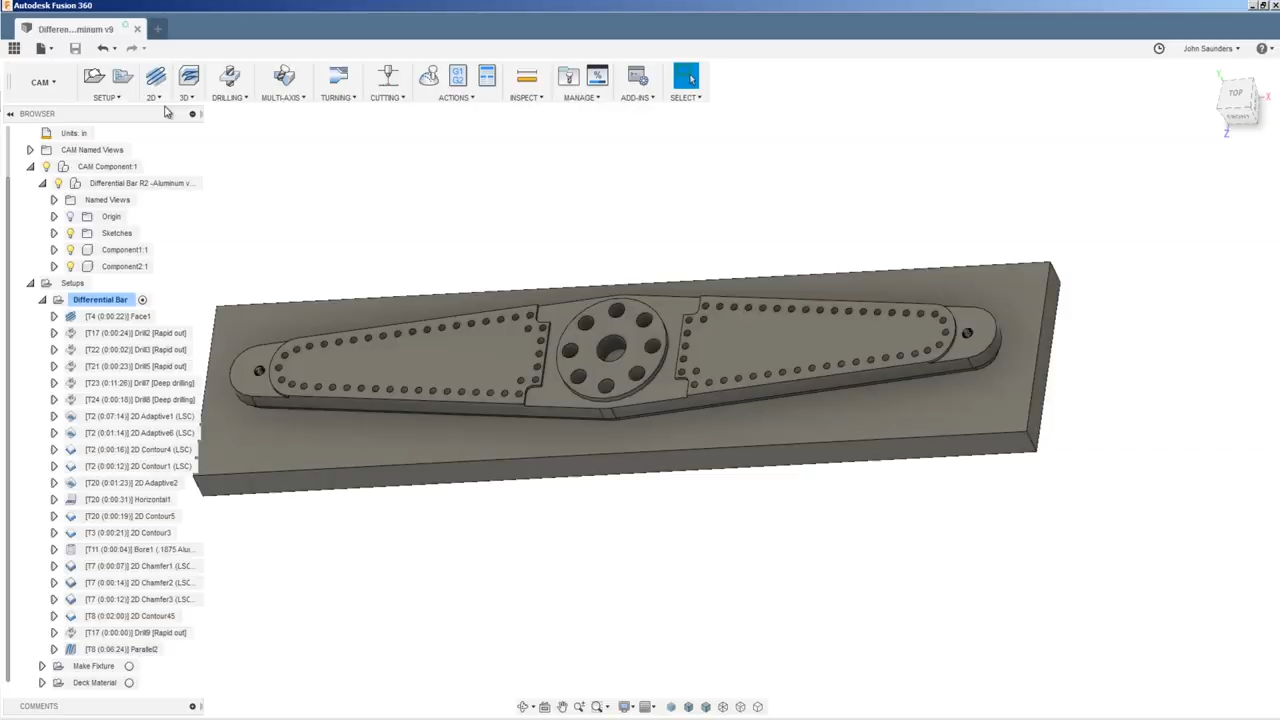 Autodesk Fusion 360
Differen...minum v9
John Saunders
CAM
SETUP
2D
3D
DRILLING
MULTI-AXIS
TURNING
CUTTING
G1
G2
ACTIONS
INSPECT
MANAGE
ADD-INS
SELECT
BROWSER
Units: in
CAM Named Views
CAM Component:1
Differential Bar R2 -Aluminum v...
Named Views
Origin
Sketches
Component1:1
Component2:1
Setups
Differential Bar
[T4 (0:00:22)] Face1
[T17 (0:00:24)] Drill2 [Rapid out]
[T22 (0:00:02)] Drill3 [Rapid out]
[T21 (0:00:23)] Drill5 [Rapid out]
[T23 (0:11:26)] Drill7 [Deep drilling]
[T24 (0:00:18)] Drill8 [Deep drilling]
[T2 (0:07:14)] 2D Adaptive1 (LSC)
[T2 (0:01:14)] 2D Adaptive6 (LSC)
[T2 (0:00:16)] 2D Contour4 (LSC)
[T2 (0:00:12)] 2D Contour1 (LSC)
[T20 (0:01:23)] 2D Adaptive2
[T20 (0:00:31)] Horizontal1
[T20 (0:00:19)] 2D Contour5
[T3 (0:00:21)] 2D Contour3
[T11 (0:00:04)] Bore1 (.1875 Alu...
[T7 (0:00:07)] 2D Chamfer1 (LSC...
[T7 (0:00:14)] 2D Chamfer2 (LSC...
[T7 (0:00:12)] 2D Chamfer3 (LSC...
[T8 (0:02:00)] 2D Contour45
[T17 (0:00:00)] Drill9 [Rapid out]
[T8 (0:06:24)] Parallel2
Make Fixture
Deck Material
COMMENTS
Y
TOP
X
FRONT
Z